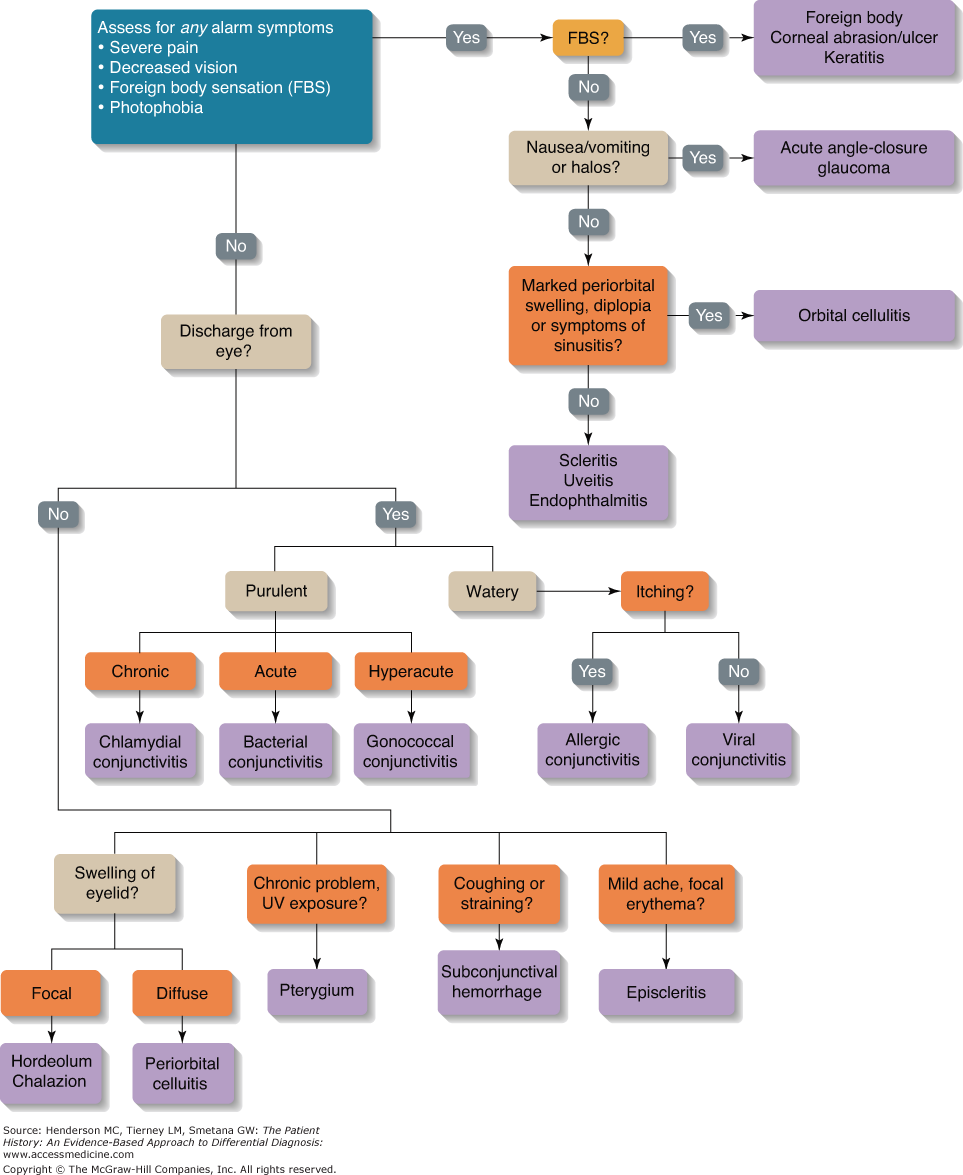 Assess for any alarm symptoms
• Severe pain
• Decreased vision
• Foreign body sensation (FBS)
• Photophobia
Yes
FBS?
Yes
Foreign body
Corneal abrasion/ulcer
Keratitis
No
Nausea/vomiting
or halos?
Yes
Acute angle-closure
glaucoma
No
Marked periorbital
swelling, diplopia
or symptoms of
sinusitis?
Yes
Orbital cellulitis
No
Scleritis
Uveitis
Endophthalmitis
No
Discharge from
eye?
No
Yes
Purulent
Watery
Itching?
Chronic
Acute
Hyperacute
Yes
No
Chlamydial
conjunctivitis
Bacterial
conjunctivitis
Gonococcal
conjunctivitis
Allergic
conjunctivitis
Viral
conjunctivitis
Swelling of
eyelid?
Chronic problem,
UV exposure?
Coughing or
straining?
Mild ache, focal
erythema?
Focal
Diffuse
Pterygium
Subconjunctival
hemorrhage
Episcleritis
Hordeolum
Chalazion
Periorbital
celluitis
Source: Henderson MC, Tierney LM, Smetana GW: The Patient
History: An Evidence-Based Approach to Differential Diagnosis:
www.accessmedicine.com
Copyright © The McGraw-Hill Companies, Inc. All rights reserved.